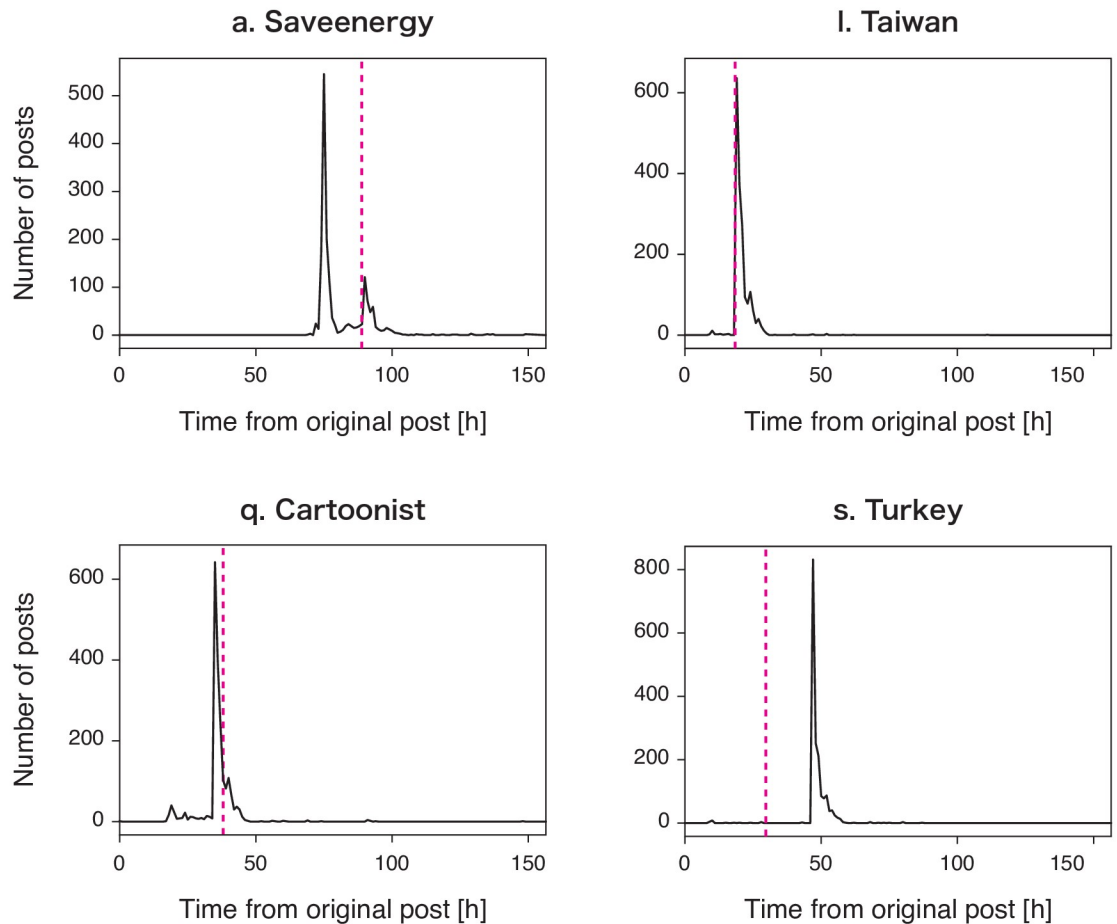 a. Saveenergy
Number of posts
500
400
300
200
100
0
0 50 100 150
Time from original post [h]
l. Taiwan
600
400
200
0
0 50 100 150
Time from original post [h]
q. Cartoonist
Number of posts
600
400
200
0
0 50 100 150
Time from original post [h]
s. Turkey
800
600
400
200
0
0 50 100 150
Time from original post [h]